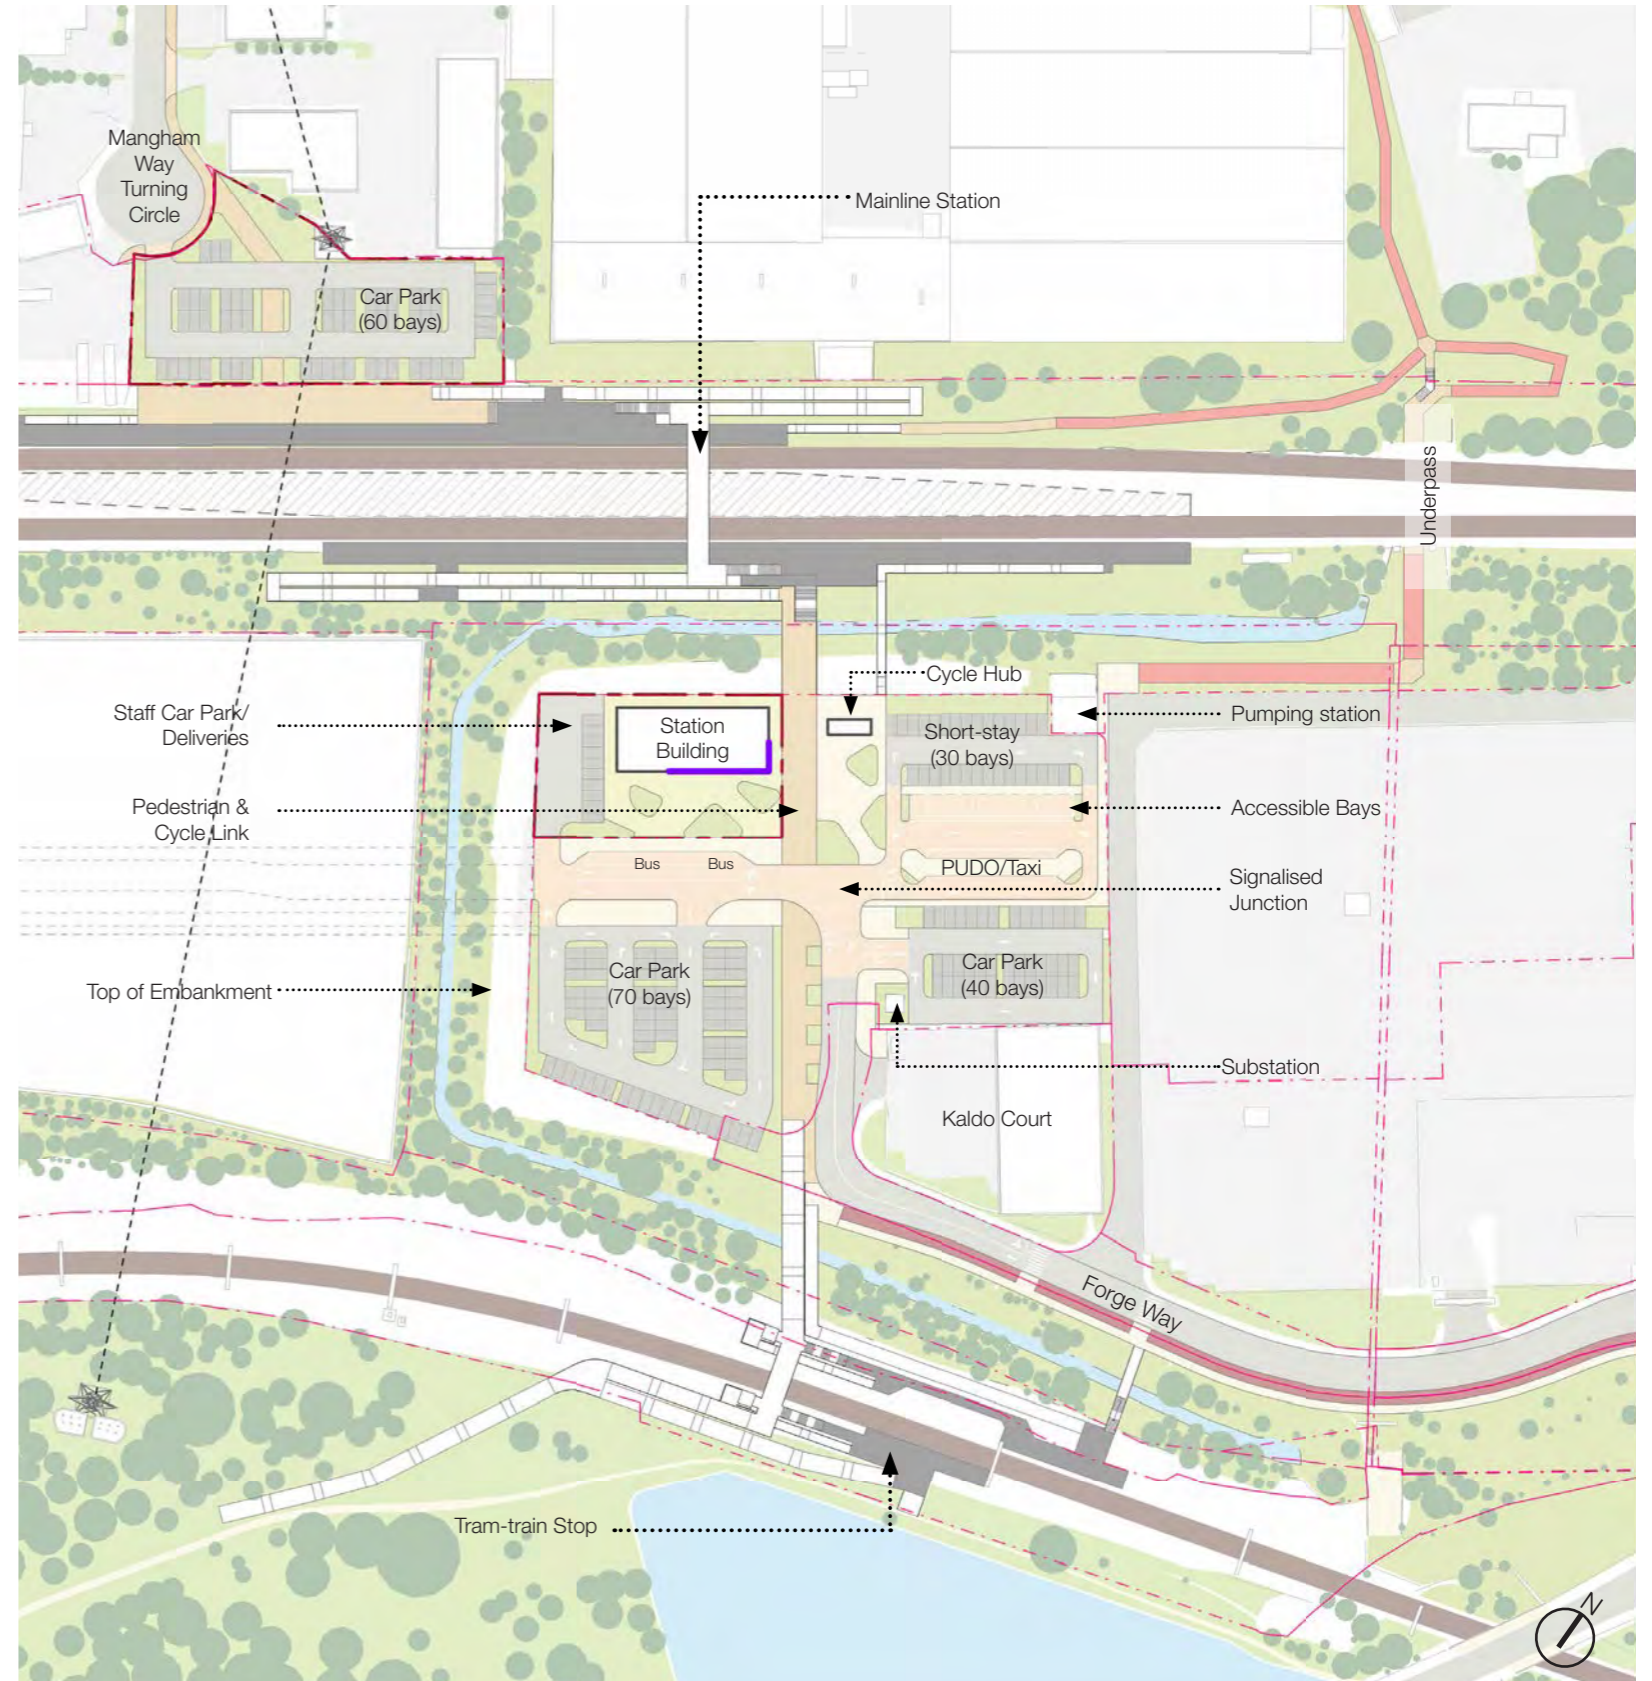 Mangham
Way
Turning
Circle
Mainline Station
Car Park
(60 bays)
Underpass
Cycle Hub
Staff Car Park/
Deliveries
Station
Building
Short-stay
(30 bays)
Pumping station
Pedestrian &
Cycle Link
Accessible Bays
Bus
Bus
PUDO/Taxi
Signalised
Junction
Top of Embankment
Car Park
(70 bays)
Car Park
(40 bays)
Substation
Kaldo Court
Forge Way
Tram-train Stop
N